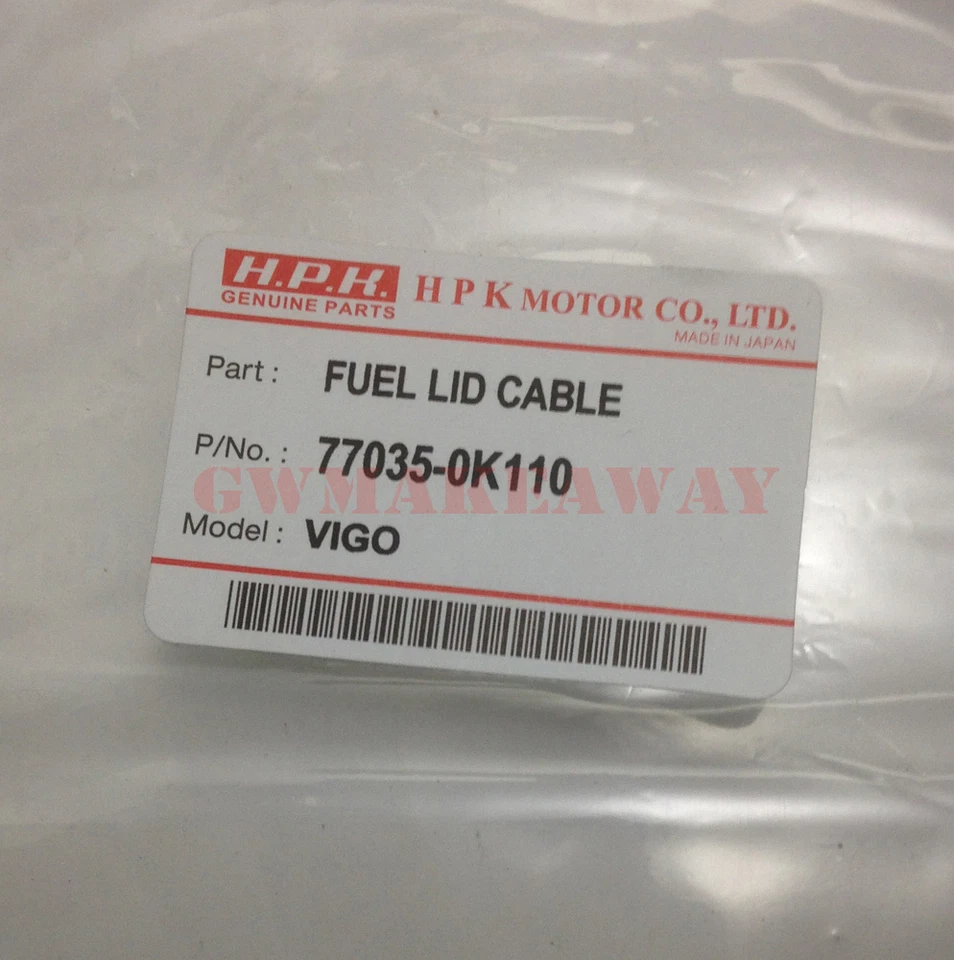 H.P.K.
GENUINE PARTS
H P K MOTOR CO., LTD.
MADE IN JAPAN
Part : FUEL LID CABLE
P/No. : 77035-0K110
GWMAKEAWAY
Model : VIGO